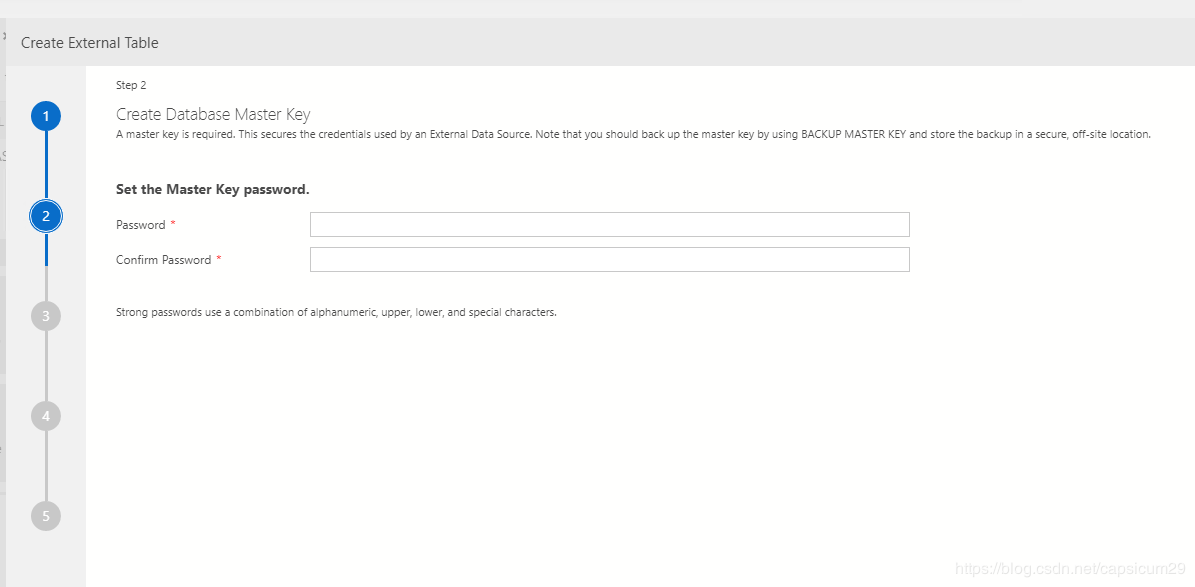 Create External Table
Step 2
1
Create Database Master Key
A master key is required. This secures the credentials used by an External Data Source. Note that you should back up the master key by using BACKUP MASTER KEY and store the backup in a secure, off-site location.
Set the Master Key password.
2
Password *
Confirm Password *
Strong passwords use a combination of alphanumeric, upper, lower, and special characters.
3
4
5
https://blog.csdn.net/capsicum29